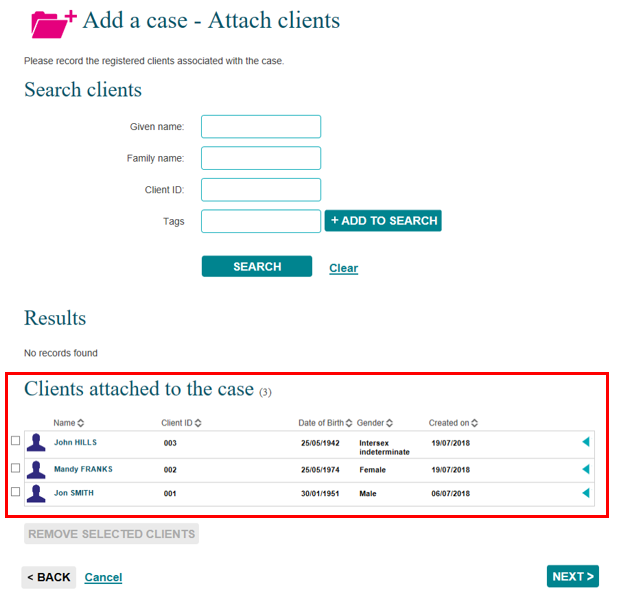 Add a case - Attach clients
Please record the registered clients associated with the case.
Search clients
Given name:
Family name:
Client ID:
Tags
+ ADD TO SEARCH
SEARCH
Clear
Results
No records found
Clients attached to the case (3)
Name Client ID Date of Birth Gender Created on
John HILLS 003 25/05/1942 Intersex indeterminate 19/07/2018
Mandy FRANKS 002 25/05/1974 Female 19/07/2018
Jon SMITH 001 30/01/1951 Male 06/07/2018
REMOVE SELECTED CLIENTS
< BACK Cancel NEXT >